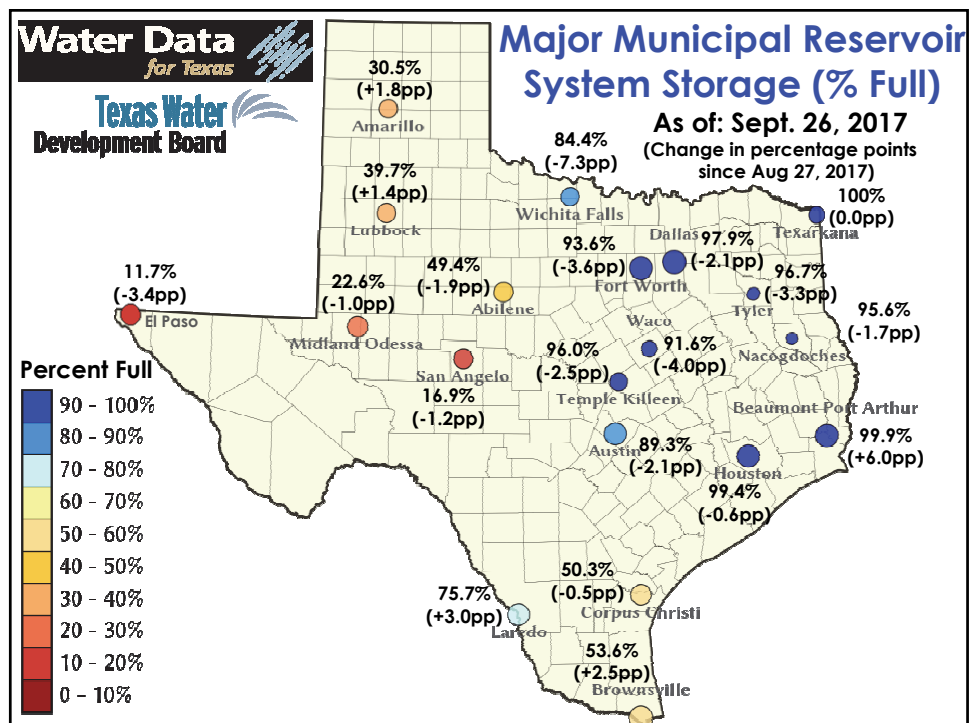 Water Data
for Texas
Texas Water
Development Board
Major Municipal Reservoir
System Storage (% Full)
As of: Sept. 26, 2017
(Change in percentage points
since Aug 27, 2017)
30.5%
(+1.8pp)
Amarillo
39.7%
(+1.4pp)
Lubbock
84.4%
(-7.3pp)
Wichita Falls
100%
(0.0pp)
Texarkana
93.6%
(-3.6pp)
Fort Worth
Dallas
97.9%
(-2.1pp)
96.7%
(-3.3pp)
Tyler
95.6%
(-1.7pp)
Nacogdoches
11.7%
(-3.4pp)
El Paso
22.6%
(-1.0pp)
Midland Odessa
49.4%
(-1.9pp)
Abilene
Waco
91.6%
(-4.0pp)
96.0%
(-2.5pp)
Temple Killeen
San Angelo
16.9%
(-1.2pp)
Austin
89.3%
(-2.1pp)
Beaumont Port Arthur
99.9%
(+6.0pp)
Houston
99.4%
(-0.6pp)
50.3%
(-0.5pp)
Corpus Christi
75.7%
(+3.0pp)
Laredo
53.6%
(+2.5pp)
Brownsville
Percent Full
90 - 100%
80 - 90%
70 - 80%
60 - 70%
50 - 60%
40 - 50%
30 - 40%
20 - 30%
10 - 20%
0 - 10%